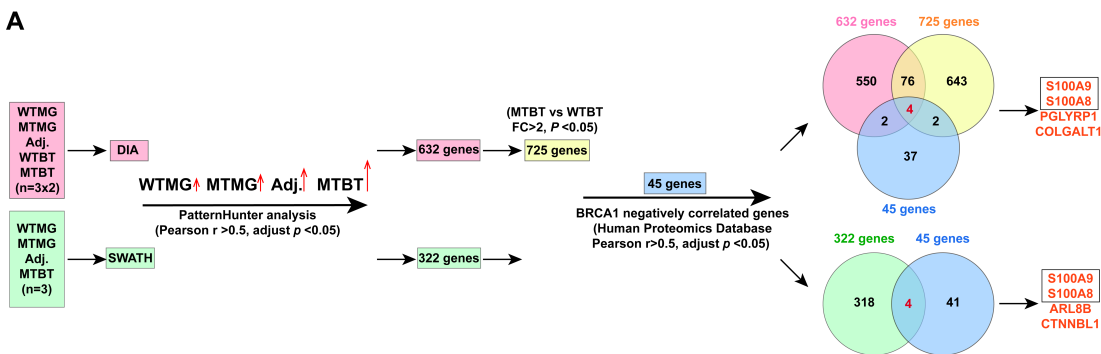 A
WTMG
MTMG
Adj.
WTBT
MTBT
(n=3x2)
DIA
WTMG MTMG Adj. MTBT
PatternHunter analysis
(Pearson r >0.5, adjust p <0.05)
WTMG
MTMG
Adj.
MTBT
(n=3)
SWATH
632 genes
(MTBT vs WTBT
FC>2, P <0.05)
725 genes
322 genes
45 genes
BRCA1 negatively correlated genes
(Human Proteomics Database
Pearson r>0.5, adjust p <0.05)
632 genes
725 genes
550
76
643
4
2
2
37
45 genes
S100A9
S100A8
PGLYRP1
COLGALT1
322 genes
45 genes
318
4
41
S100A9
S100A8
ARL8B
CTNNBL1